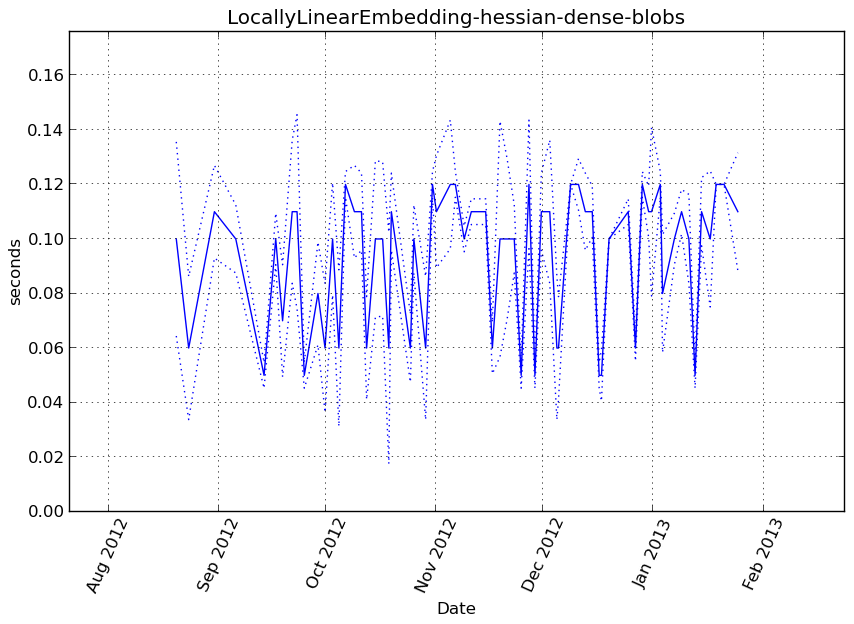 LocallyLinearEmbedding-hessian-dense-blobs
0.16
0.14
0.12
0.10
0.08
0.06
0.04
0.02
0.00
seconds
Aug 2012
Sep 2012
Oct 2012
Nov 2012
Dec 2012
Jan 2013
Feb 2013
Date